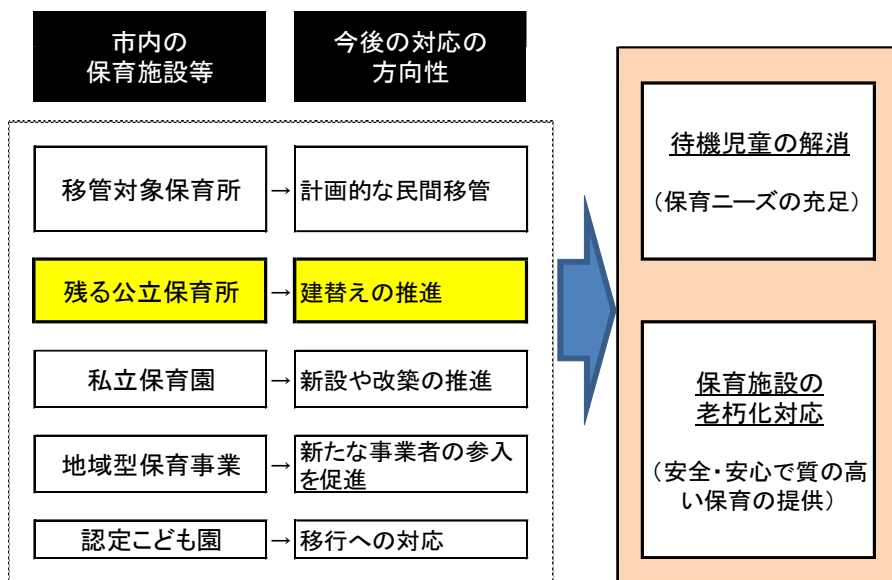 市内の
保育施設等
今後の対応の
方向性
移管対象保育所
→
計画的な民間移管
残る公立保育所
→
建替えの推進
私立保育園
→
新設や改築の推進
地域型保育事業
→
新たな事業者の参入
を促進
認定こども園
→
移行への対応
待機児童の解消
(保育ニーズの充足)
保育施設の
老朽化対応
(安全・安心で質の高
い保育の提供)